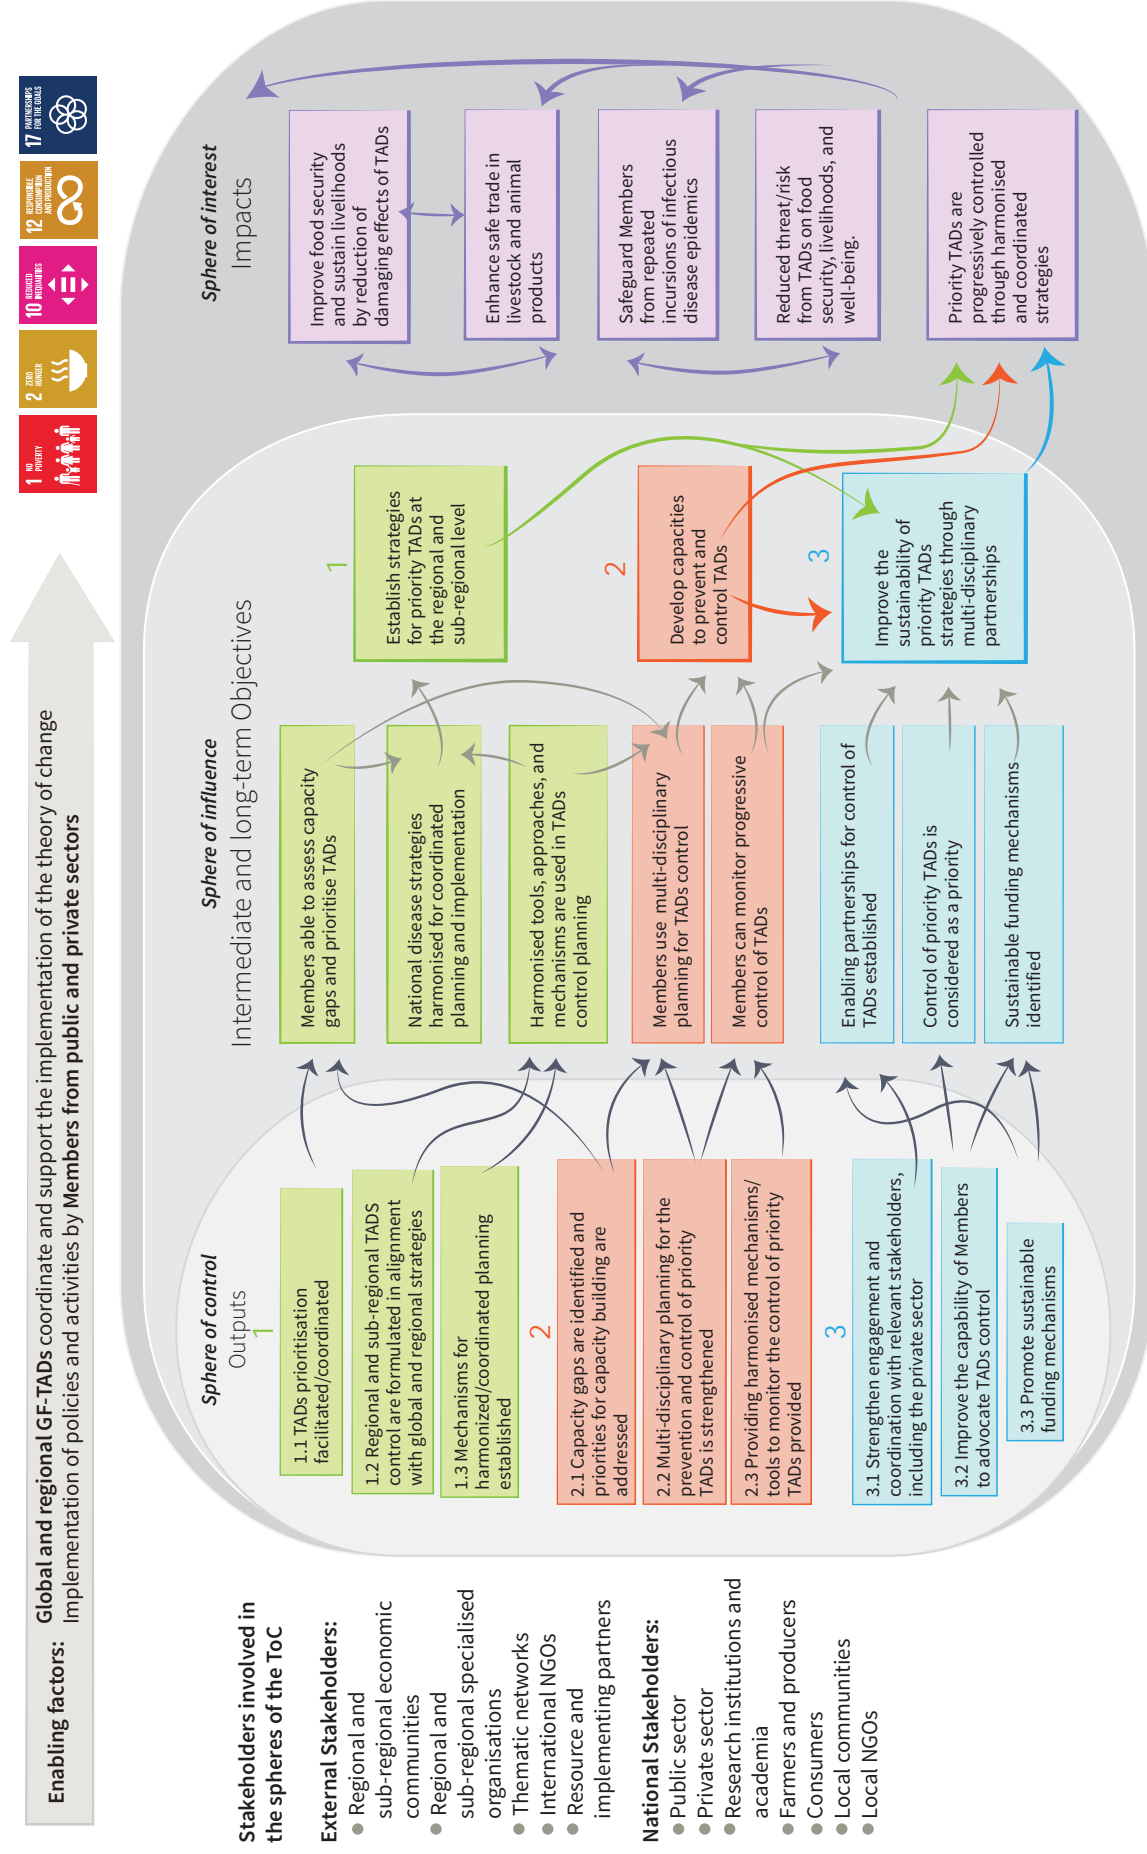 Enabling factors:
Global and regional GF-TADs coordinate and support the implementation of the theory of change
Implementation of policies and activities by Members from public and private sectors
1 NO
POVERTY
2 ZERO
HUNGER
10 REDUCED
INEQUALITIES
12 RESPONSIBLE
CONSUMPTION
AND PRODUCTION
17 PARTNERSHIPS
FOR THE GOALS
Stakeholders involved in
the spheres of the ToC
External Stakeholders:
Regional and
sub-regional economic
communities
Regional and
sub-regional specialised
organisations
Thematic networks
International NGOs
Resource and
implementing partners
National Stakeholders:
Public sector
Private sector
Research institutions and
academia
Farmers and producers
Consumers
Local communities
Local NGOs
Sphere of control
Outputs
1
1.1 TADs prioritisation
facilitated/coordinated
1.2 Regional and sub-regional TADS
control are formulated in alignment
with global and regional strategies
1.3 Mechanisms for
harmonized/coordinated planning
established
2
2.1 Capacity gaps are identified and
priorities for capacity building are
addressed
2.2 Multi-disciplinary planning for the
prevention and control of priority
TADs is strengthened
2.3 Providing harmonised mechanisms/
tools to monitor the control of priority
TADs provided
3
3.1 Strengthen engagement and
coordination with relevant stakeholders,
including the private sector
3.2 Improve the capability of Members
to advocate TADs control
3.3 Promote sustainable
funding mechanisms
Sphere of influence
Intermediate and long-term Objectives
Members able to assess capacity
gaps and prioritise TADs
National disease strategies
harmonised for coordinated
planning and implementation
Harmonised tools, approaches, and
mechanisms are used in TADs
control planning
Members use multi-disciplinary
planning for TADs control
Members can monitor progressive
control of TADs
Enabling partnerships for control of
TADs established
Control of priority TADs is
considered as a priority
Sustainable funding mechanisms
identified
1
Establish strategies
for priority TADs at
the regional and
sub-regional level
2
Develop capacities
to prevent and
control TADs
3
Improve the
sustainability of
priority TADs
strategies through
multi-disciplinary
partnerships
Sphere of interest
Impacts
Improve food security
and sustain livelihoods
by reduction of
damaging effects of TADs
Enhance safe trade in
livestock and animal
products
Safeguard Members
from repeated
incursions of infectious
disease epidemics
Reduced threat/risk
from TADs on food
security, livelihoods, and
well-being.
Priority TADs are
progressively controlled
through harmonised
and coordinated
strategies